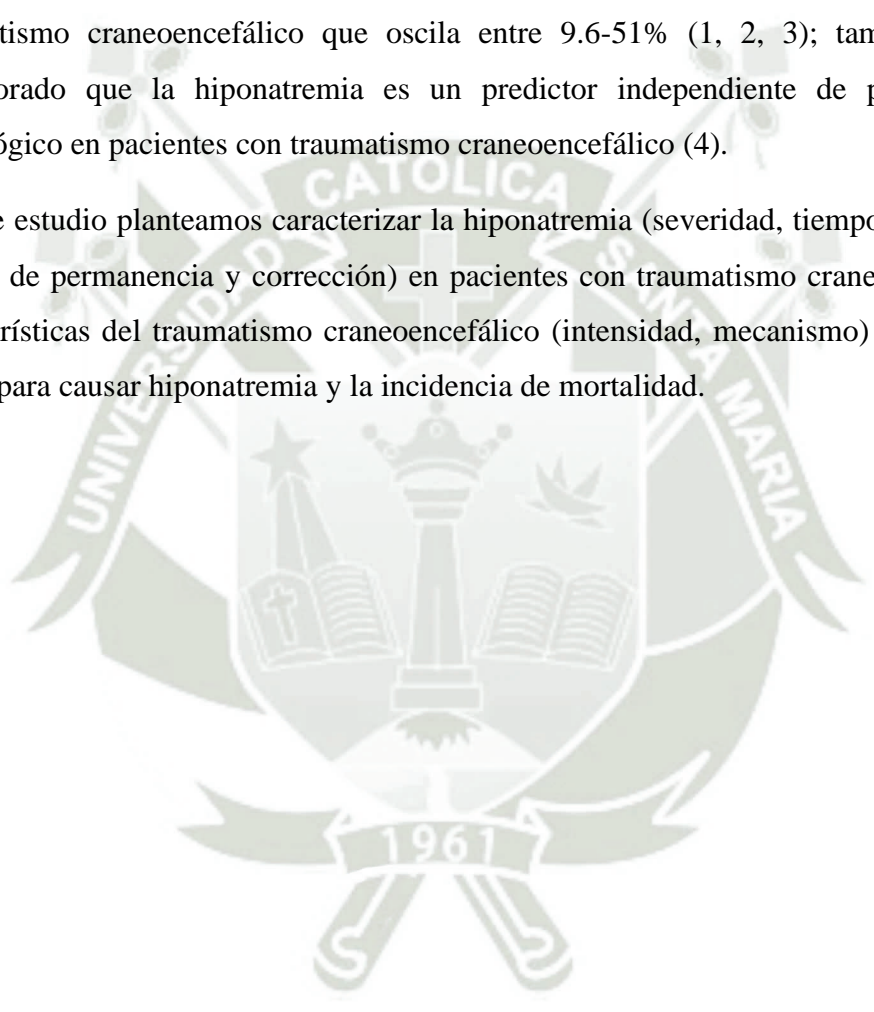 tismo craneoencefálico que oscila entre 9.6-51% (1, 2, 3); tam
orado que la hiponatremia es un predictor independiente de p
ógico en pacientes con traumatismo craneoencefálico (4).
e estudio planteamos caracterizar la hiponatremia (severidad, tiempo
de permanencia y corrección) en pacientes con traumatismo crane
rísticas del traumatismo craneoencefálico (intensidad, mecanismo)
para causar hiponatremia y la incidencia de mortalidad.
UNIVERSIDAD CATOLICA SANTA MARIA
1961